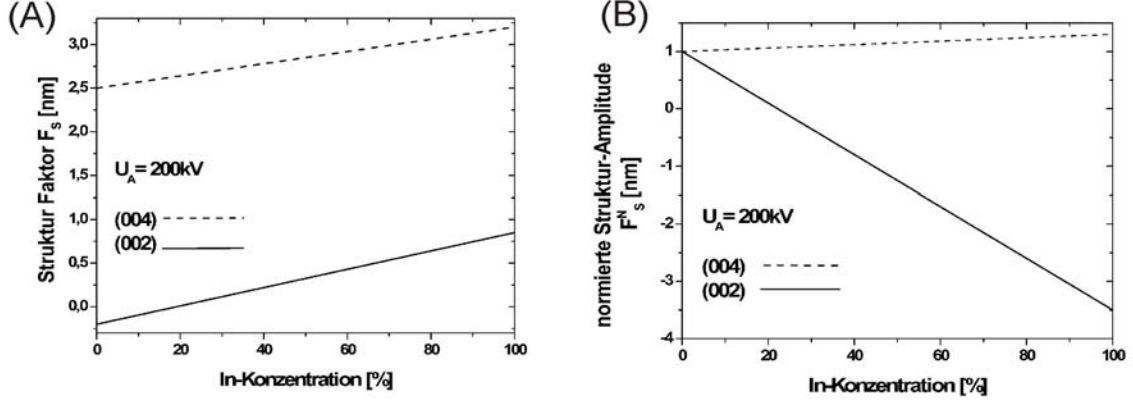 (A)
Struktur Faktor F_S [nm]
3,0
2,5
2,0
1,5
1,0
0,5
0,0
U_A = 200kV
(004)
(002)
0 20 40 60 80 100
In-Konzentration [%]
(B)
normierte Struktur-Amplitude
F^N_S [nm]
1
0
-1
-2
-3
-4
U_A = 200kV
(004)
(002)
0 20 40 60 80 100
In-Konzentration [%]